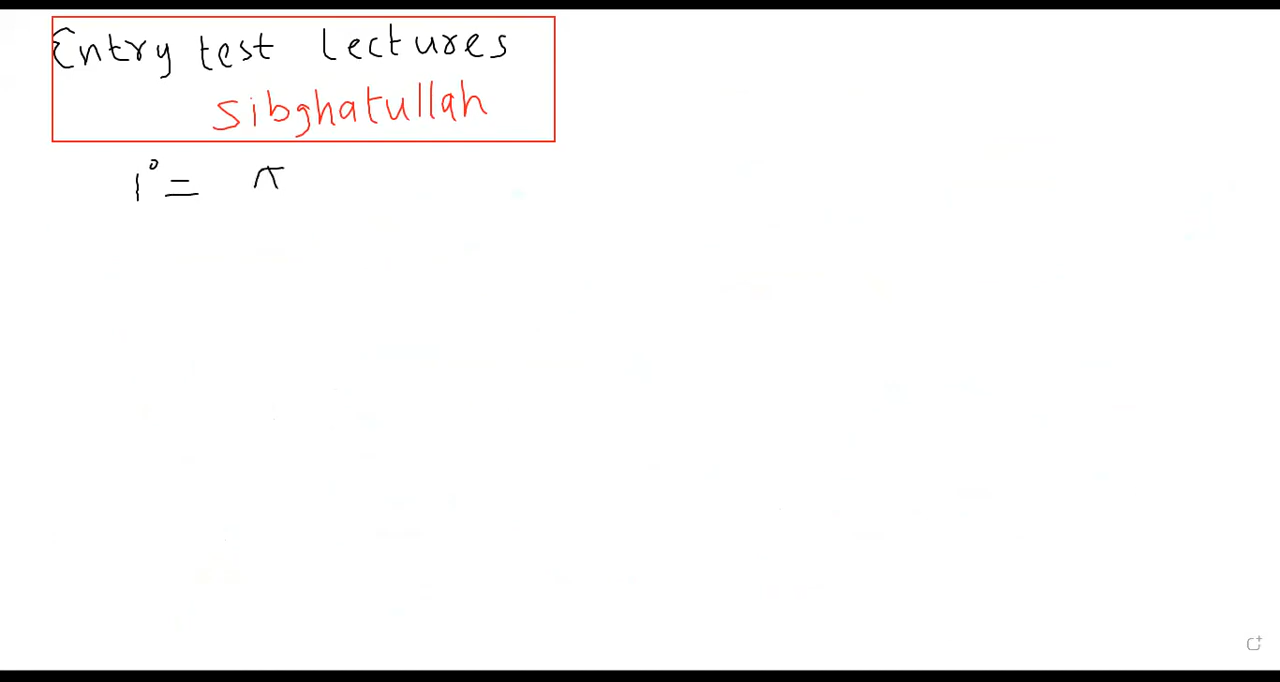 Entry test lectures
Sibghatullah
1° = π